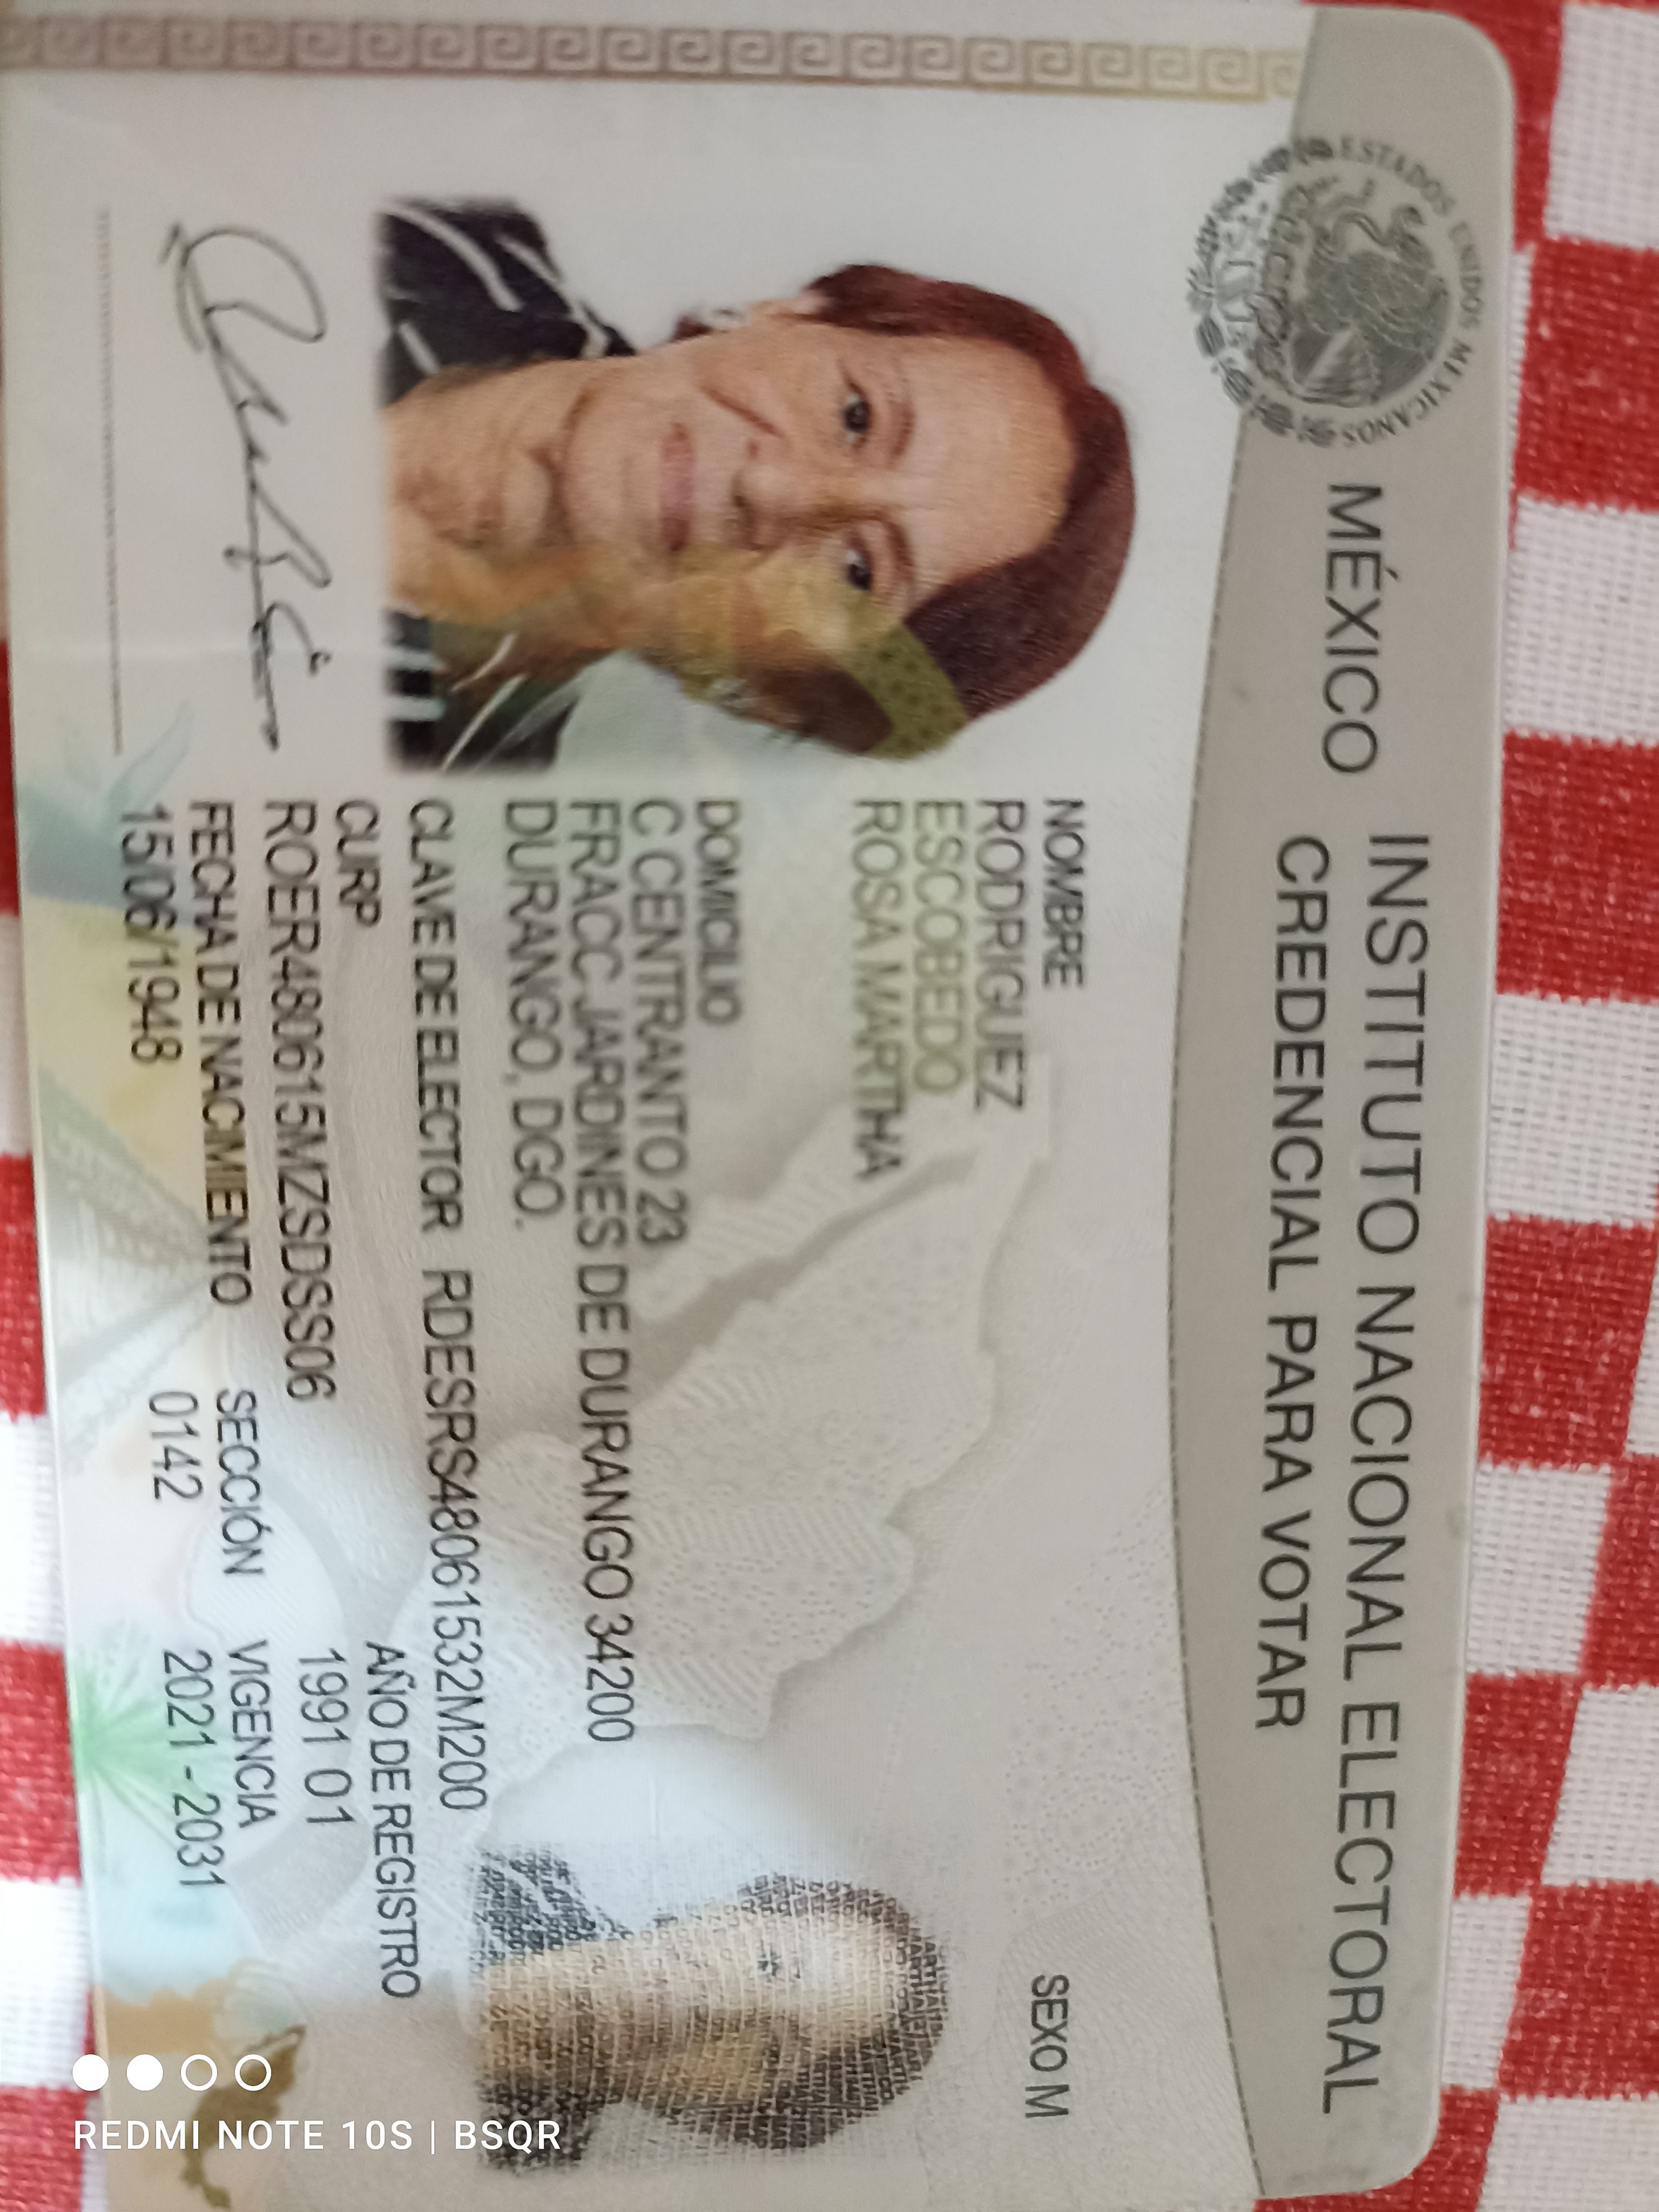 ESTADOS UNIDOS MEXICANOS
MÉXICO
INSTITUTO NACIONAL ELECTORAL
CREDENCIAL PARA VOTAR
NOMBRE
RODRIGUEZ
ESCOBEDO
ROSA MARTHA
SEXO M
DOMICILIO
C CENTRANTO 23
FRACC JARDINES DE DURANGO 34200
DURANGO, DGO.
CLAVE DE ELECTOR RDESRS48061532M200
CURP
ROER480615MZSDSS06
AÑO DE REGISTRO
1991 01
FECHA DE NACIMIENTO
15/06/1948
SECCIÓN
0142
VIGENCIA
2021 - 2031
REDMI NOTE 10S | BSQR